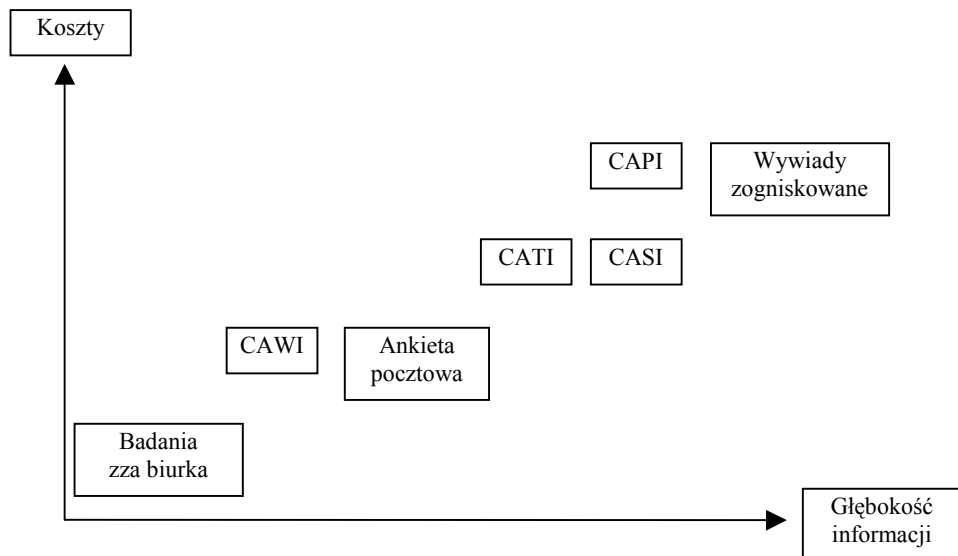 Koszty
CAPI
Wywiady
zogniskowane
CATI
CASI
CAWI
Ankieta
pocztowa
Badania
zza biurka
Głębokość
informacji